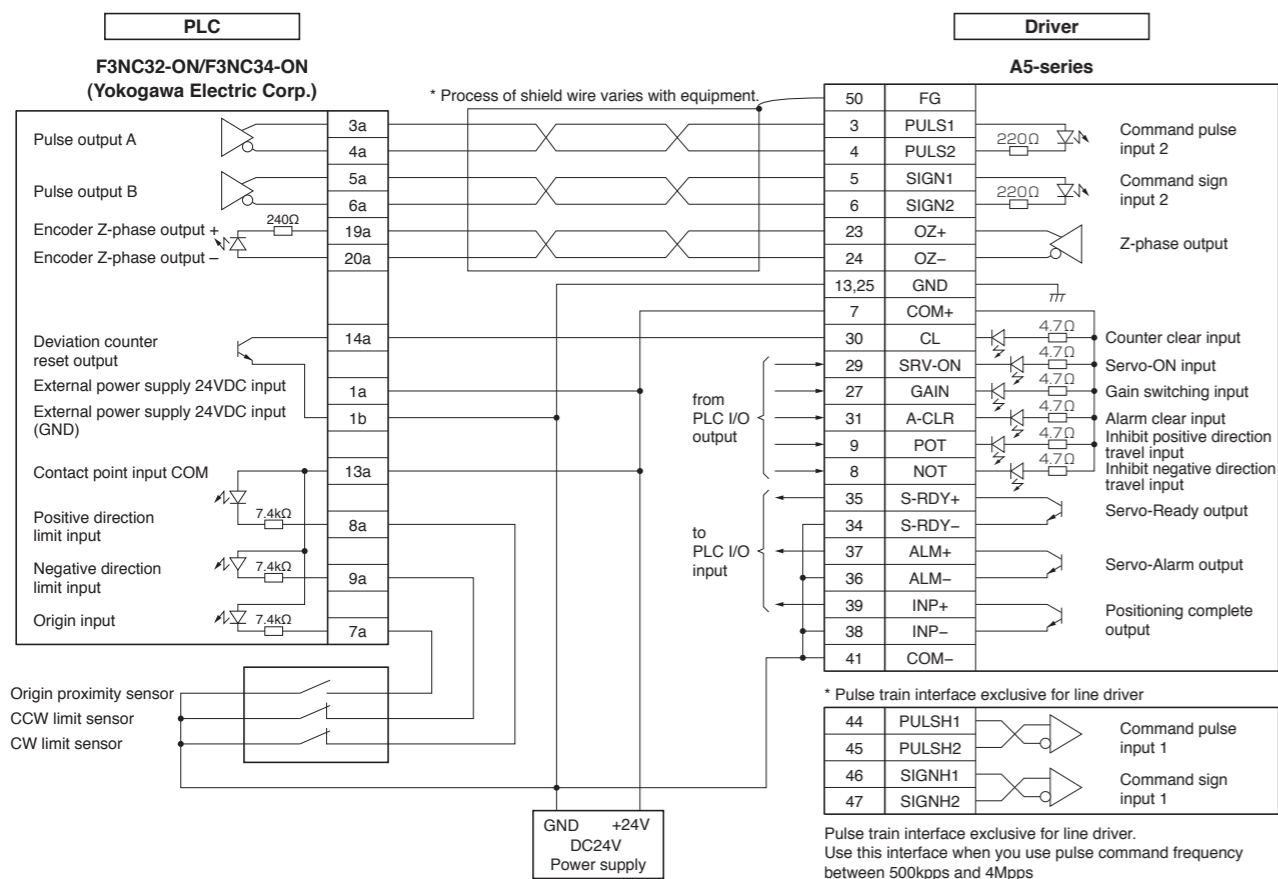 PLC
Driver
F3NC32-ON/F3NC34-ON
(Yokogawa Electric Corp.)
A5-series
* Process of shield wire varies with equipment.
Pulse output A
3a
4a
Pulse output B
5a
6a
Encoder Z-phase output +
240Ω
19a
Encoder Z-phase output –
20a
Deviation counter
reset output
14a
External power supply 24VDC input
1a
External power supply 24VDC input
(GND)
1b
Contact point input COM
13a
Positive direction
limit input
7.4kΩ
8a
Negative direction
limit input
7.4kΩ
9a
Origin input
7.4kΩ
7a
Origin proximity sensor
CCW limit sensor
CW limit sensor
GND +24V
DC24V
Power supply
from
PLC I/O
output
to
PLC I/O
input
50 FG
3 PULS1
4 PULS2
220Ω
Command pulse
input 2
5 SIGN1
6 SIGN2
220Ω
Command sign
input 2
23 OZ+
24 OZ–
Z-phase output
13,25 GND
7 COM+
30 CL 4.7Ω Counter clear input
29 SRV-ON 4.7Ω Servo-ON input
27 GAIN 4.7Ω Gain switching input
31 A-CLR 4.7Ω Alarm clear input
9 POT 4.7Ω Inhibit positive direction
travel input
8 NOT 4.7Ω Inhibit negative direction
travel input
35 S-RDY+
34 S-RDY–
Servo-Ready output
37 ALM+
36 ALM–
Servo-Alarm output
39 INP+
38 INP–
Positioning complete
output
41 COM–
* Pulse train interface exclusive for line driver
44 PULSH1
45 PULSH2
Command pulse
input 1
46 SIGNH1
47 SIGNH2
Command sign
input 1
Pulse train interface exclusive for line driver.
Use this interface when you use pulse command frequency
between 500kpps and 4Mpps